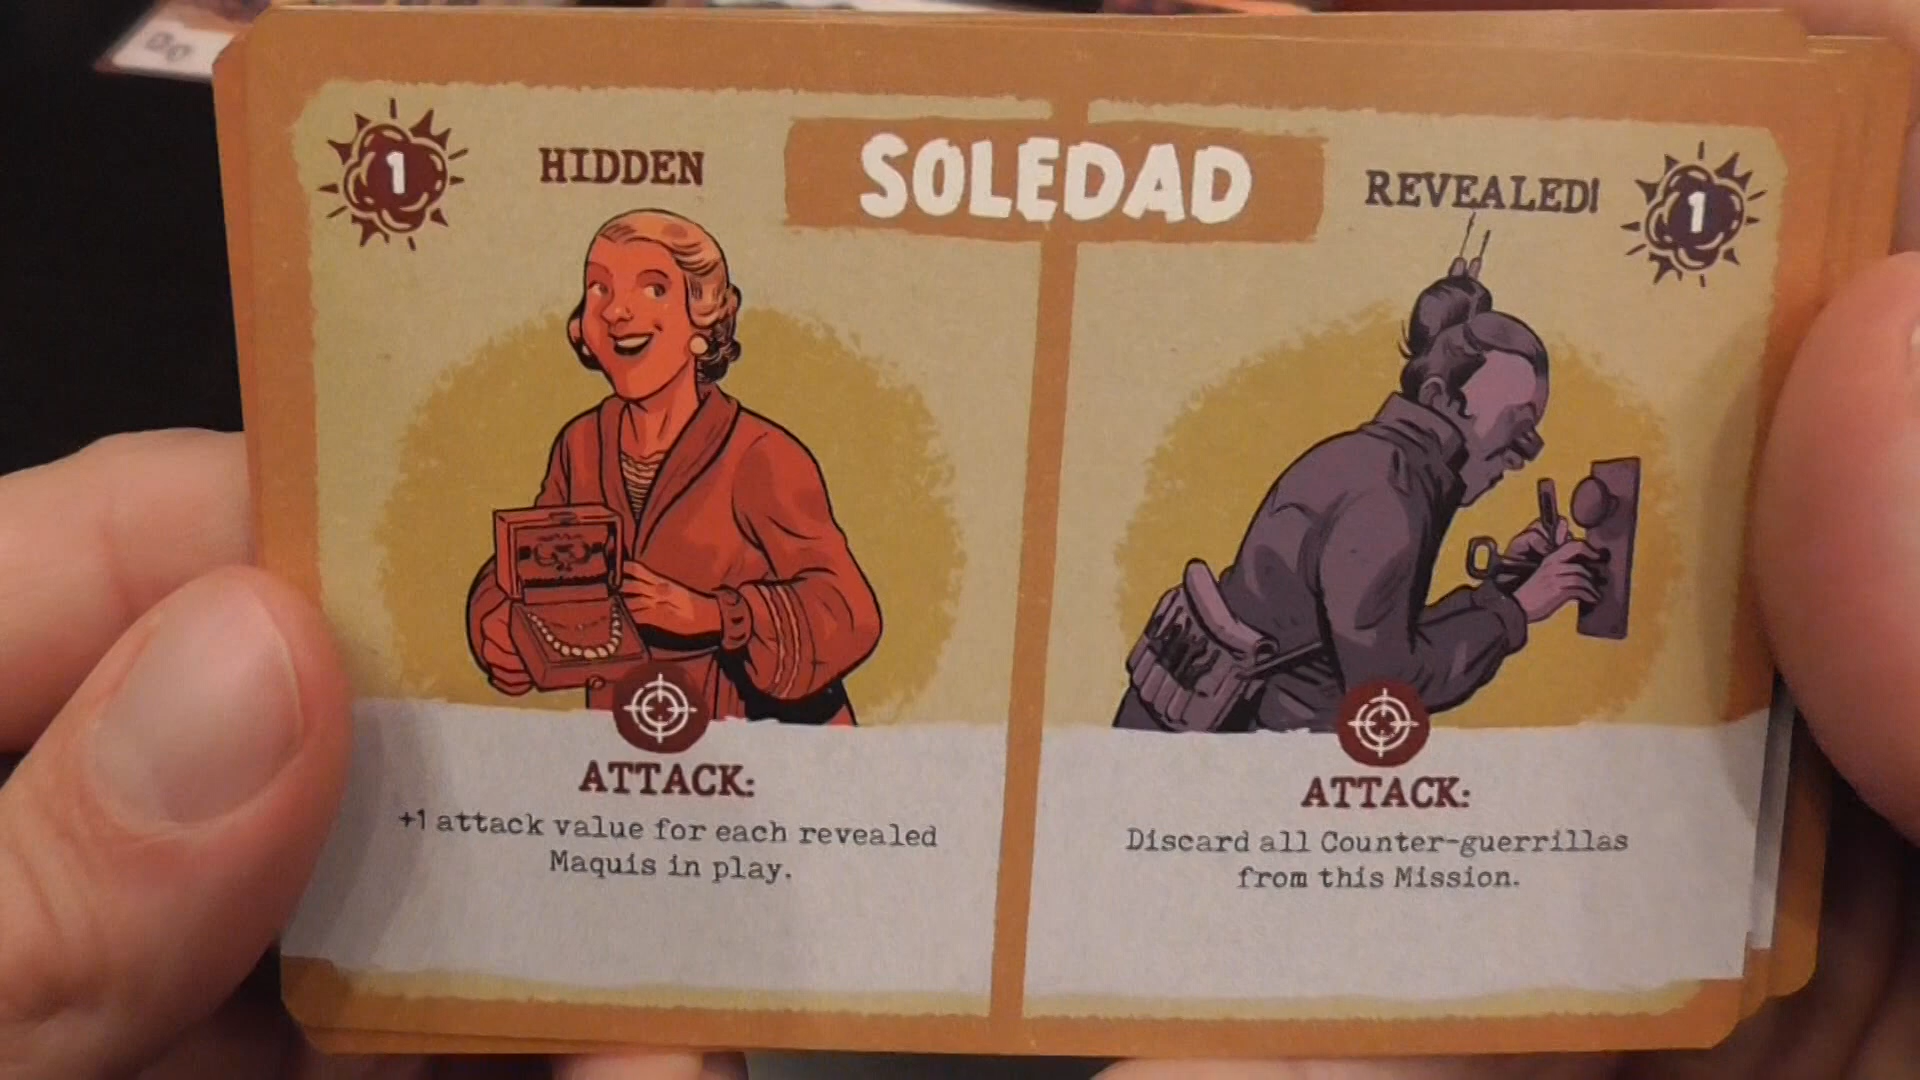 SOLEDAD
1
HIDDEN
ATTACK:
+1 attack value for each revealed
Maquis in play.
REVEALED!
1
ATTACK:
Discard all Counter-guerrillas
from this Mission.